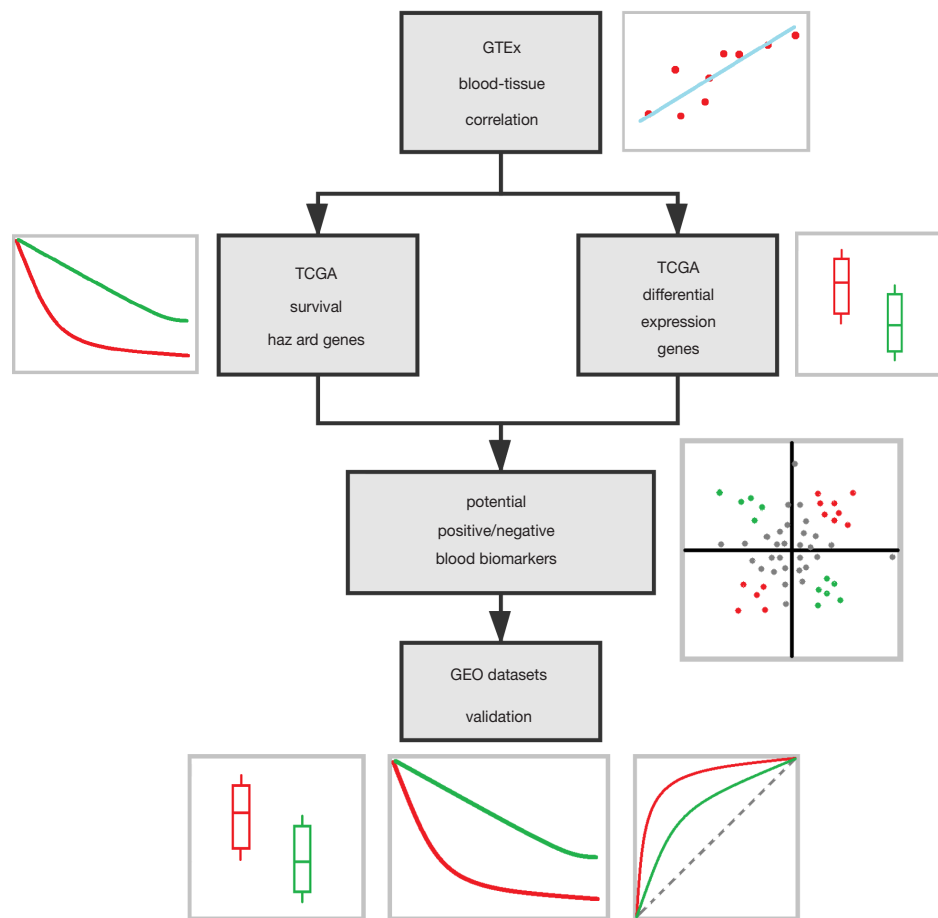 GTEx
blood-tissue
correlation
TCGA
survival
haz ard genes
TCGA
differential
expression
genes
potential
positive/negative
blood biomarkers
GEO datasets
validation